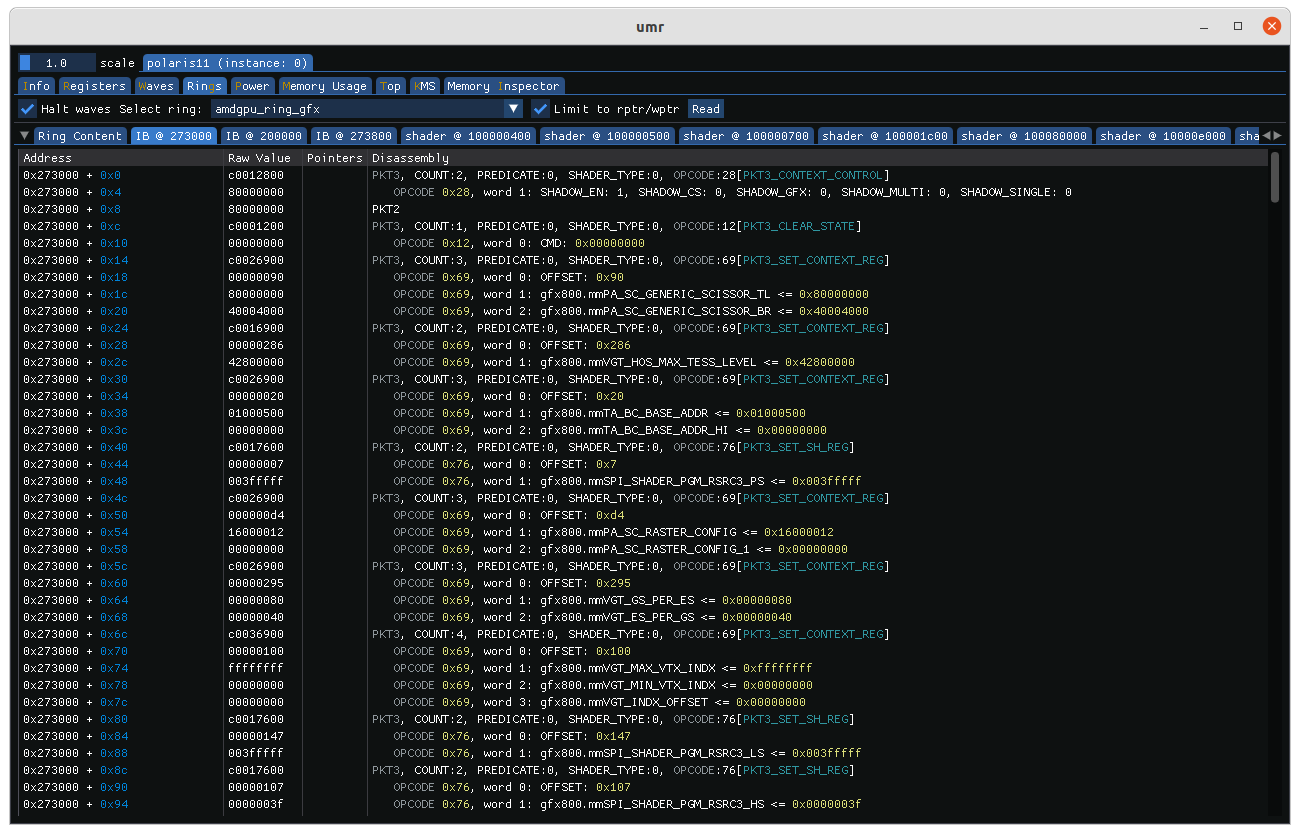 umr
1.0 scale polaris11 (instance: 0)
Info Registers Waves Rings Power Memory Usage Top KMS Memory Inspector
Halt waves Select ring: amdgpu_ring_gfx Limit to rptr/wptr Read
Ring Content IB @ 273000 IB @ 200000 IB @ 273800 shader @ 100000400 shader @ 100000500 shader @ 100000700 shader @ 100001c00 shader @ 100080000 shader @ 10000e000 sha
Address Raw Value Pointers Disassembly
0x273000 + 0x0 c0012800 PKT3, COUNT:2, PREDICATE:0, SHADER_TYPE:0, OPCODE:28[PKT3_CONTEXT_CONTROL]
0x273000 + 0x4 80000000 OPCODE 0x28, word 1: SHADOW_EN: 1, SHADOW_CS: 0, SHADOW_GFX: 0, SHADOW_MULTI: 0, SHADOW_SINGLE: 0
0x273000 + 0x8 80000000 PKT2
0x273000 + 0xc c0001200 PKT3, COUNT:1, PREDICATE:0, SHADER_TYPE:0, OPCODE:12[PKT3_CLEAR_STATE]
0x273000 + 0x10 00000000 OPCODE 0x12, word 0: CMD: 0x00000000
0x273000 + 0x14 c0026900 PKT3, COUNT:3, PREDICATE:0, SHADER_TYPE:0, OPCODE:69[PKT3_SET_CONTEXT_REG]
0x273000 + 0x18 00000090 OPCODE 0x69, word 0: OFFSET: 0x90
0x273000 + 0x1c 80000000 OPCODE 0x69, word 1: gfx800.mmPA_SC_GENERIC_SCISSOR_TL <= 0x80000000
0x273000 + 0x20 40004000 OPCODE 0x69, word 2: gfx800.mmPA_SC_GENERIC_SCISSOR_BR <= 0x40004000
0x273000 + 0x24 c0016900 PKT3, COUNT:2, PREDICATE:0, SHADER_TYPE:0, OPCODE:69[PKT3_SET_CONTEXT_REG]
0x273000 + 0x28 00000286 OPCODE 0x69, word 0: OFFSET: 0x286
0x273000 + 0x2c 42800000 OPCODE 0x69, word 1: gfx800.mmVGT_HOS_MAX_TESS_LEVEL <= 0x42800000
0x273000 + 0x30 c0026900 PKT3, COUNT:3, PREDICATE:0, SHADER_TYPE:0, OPCODE:69[PKT3_SET_CONTEXT_REG]
0x273000 + 0x34 00000020 OPCODE 0x69, word 0: OFFSET: 0x20
0x273000 + 0x38 01000500 OPCODE 0x69, word 1: gfx800.mmTA_BC_BASE_ADDR <= 0x01000500
0x273000 + 0x3c 00000000 OPCODE 0x69, word 2: gfx800.mmTA_BC_BASE_ADDR_HI <= 0x00000000
0x273000 + 0x40 c0017600 PKT3, COUNT:2, PREDICATE:0, SHADER_TYPE:0, OPCODE:76[PKT3_SET_SH_REG]
0x273000 + 0x44 00000007 OPCODE 0x76, word 0: OFFSET: 0x7
0x273000 + 0x48 003fffff OPCODE 0x76, word 1: gfx800.mmSPI_SHADER_PGM_RSRC3_PS <= 0x003fffff
0x273000 + 0x4c c0026900 PKT3, COUNT:3, PREDICATE:0, SHADER_TYPE:0, OPCODE:69[PKT3_SET_CONTEXT_REG]
0x273000 + 0x50 000000d4 OPCODE 0x69, word 0: OFFSET: 0xd4
0x273000 + 0x54 16000012 OPCODE 0x69, word 1: gfx800.mmPA_SC_RASTER_CONFIG <= 0x16000012
0x273000 + 0x58 00000000 OPCODE 0x69, word 2: gfx800.mmPA_SC_RASTER_CONFIG_1 <= 0x00000000
0x273000 + 0x5c c0026900 PKT3, COUNT:3, PREDICATE:0, SHADER_TYPE:0, OPCODE:69[PKT3_SET_CONTEXT_REG]
0x273000 + 0x60 00000295 OPCODE 0x69, word 0: OFFSET: 0x295
0x273000 + 0x64 00000080 OPCODE 0x69, word 1: gfx800.mmVGT_GS_PER_ES <= 0x00000080
0x273000 + 0x68 00000040 OPCODE 0x69, word 2: gfx800.mmVGT_ES_PER_GS <= 0x00000040
0x273000 + 0x6c c0036900 PKT3, COUNT:4, PREDICATE:0, SHADER_TYPE:0, OPCODE:69[PKT3_SET_CONTEXT_REG]
0x273000 + 0x70 00000100 OPCODE 0x69, word 0: OFFSET: 0x100
0x273000 + 0x74 ffffffff OPCODE 0x69, word 1: gfx800.mmVGT_MAX_VTX_INDX <= 0xffffffff
0x273000 + 0x78 00000000 OPCODE 0x69, word 2: gfx800.mmVGT_MIN_VTX_INDX <= 0x00000000
0x273000 + 0x7c 00000000 OPCODE 0x69, word 3: gfx800.mmVGT_INDX_OFFSET <= 0x00000000
0x273000 + 0x80 c0017600 PKT3, COUNT:2, PREDICATE:0, SHADER_TYPE:0, OPCODE:76[PKT3_SET_SH_REG]
0x273000 + 0x84 00000147 OPCODE 0x76, word 0: OFFSET: 0x147
0x273000 + 0x88 003fffff OPCODE 0x76, word 1: gfx800.mmSPI_SHADER_PGM_RSRC3_LS <= 0x003fffff
0x273000 + 0x8c c0017600 PKT3, COUNT:2, PREDICATE:0, SHADER_TYPE:0, OPCODE:76[PKT3_SET_SH_REG]
0x273000 + 0x90 00000107 OPCODE 0x76, word 0: OFFSET: 0x107
0x273000 + 0x94 0000003f OPCODE 0x76, word 1: gfx800.mmSPI_SHADER_PGM_RSRC3_HS <= 0x0000003f